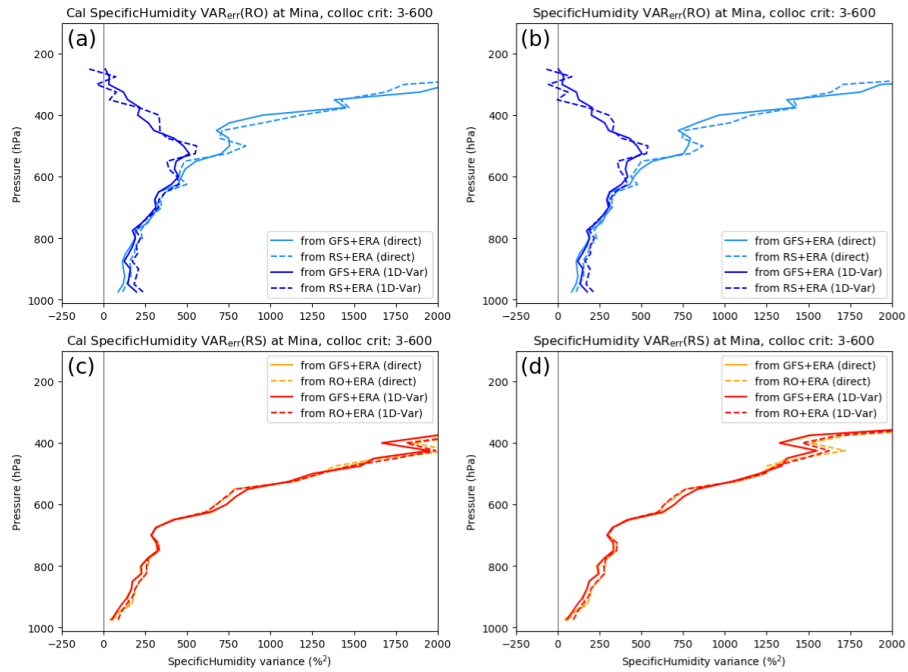 Cal SpecificHumidity VARerr(RO) at Mina, colloc crit: 3-600
(a)
200
400
600
800
1000
Pressure (hPa)
from GFS+ERA (direct)
from RS+ERA (direct)
from GFS+ERA (1D-Var)
from RS+ERA (1D-Var)
−250 0 250 500 750 1000 1250 1500 1750 2000
SpecificHumidity VARerr(RO) at Mina, colloc crit: 3-600
(b)
200
400
600
800
1000
Pressure (hPa)
from GFS+ERA (direct)
from RS+ERA (direct)
from GFS+ERA (1D-Var)
from RS+ERA (1D-Var)
−250 0 250 500 750 1000 1250 1500 1750 2000
Cal SpecificHumidity VARerr(RS) at Mina, colloc crit: 3-600
(c)
200
400
600
800
1000
Pressure (hPa)
from GFS+ERA (direct)
from RO+ERA (direct)
from GFS+ERA (1D-Var)
from RO+ERA (1D-Var)
−250 0 250 500 750 1000 1250 1500 1750 2000
SpecificHumidity variance (%²)
SpecificHumidity VARerr(RS) at Mina, colloc crit: 3-600
(d)
200
400
600
800
1000
Pressure (hPa)
from GFS+ERA (direct)
from RO+ERA (direct)
from GFS+ERA (1D-Var)
from RO+ERA (1D-Var)
−250 0 250 500 750 1000 1250 1500 1750 2000
SpecificHumidity variance (%²)